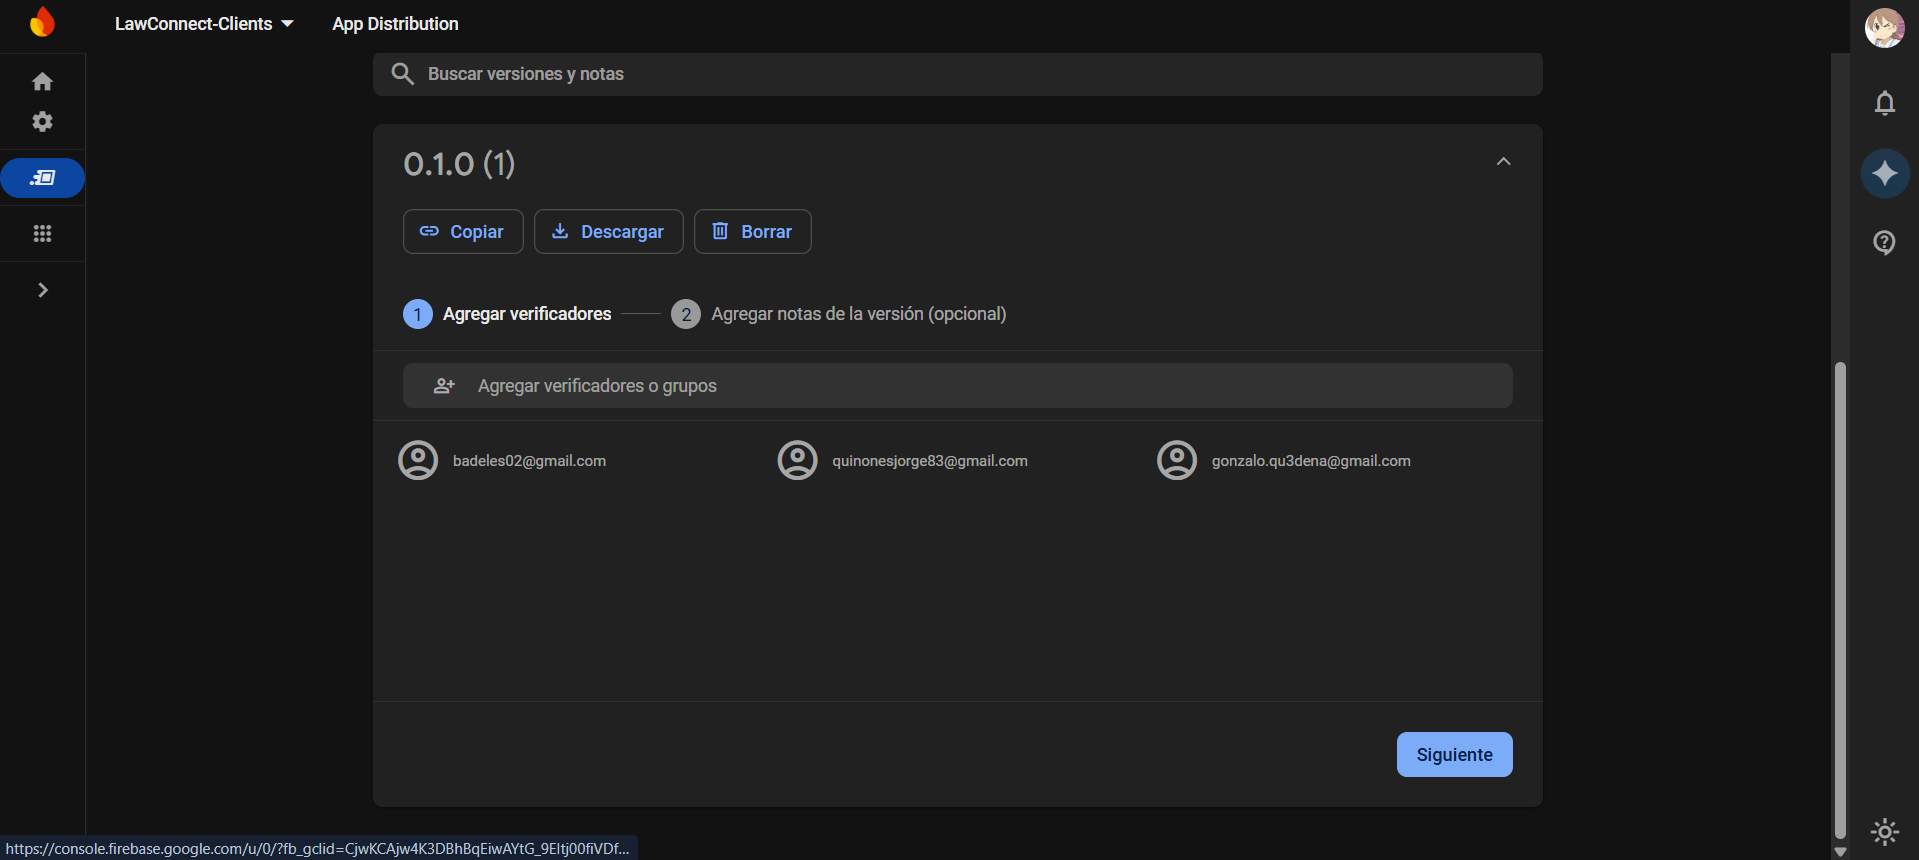 LawConnect-Clients
App Distribution
Buscar versiones y notas
0.1.0 (1)
Copiar
Descargar
Borrar
1 Agregar verificadores
2 Agregar notas de la versión (opcional)
Agregar verificadores o grupos
badeles02@gmail.com
quinonesjorge83@gmail.com
gonzalo.qu3dena@gmail.com
Siguiente
https://console.firebase.google.com/u/0/?fb_gclid=CjwKCAjw4K3DBhBqEiwAYtG_9EItj00fiVDf...